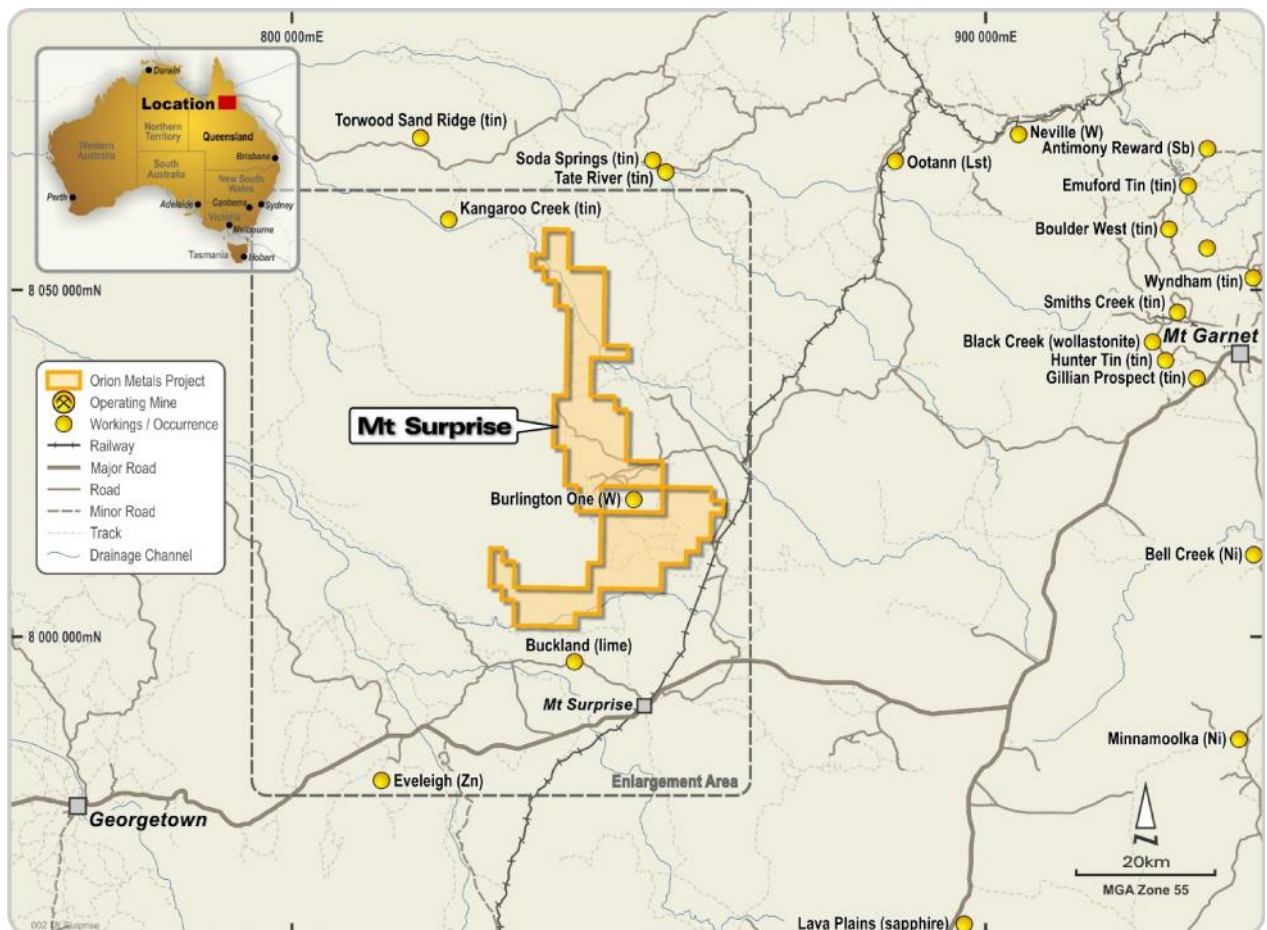 800 000mE
900 000mE
Darwin
Location
Northern
Territory
Queensland
Western
Australia
South
Australia
Brisbane
New South
Wales
Perth
Adelaide
Canberra
Sydney
Victoria
Melbourne
Tasmania
Hobart
Torwood Sand Ridge (tin)
Soda Springs (tin)
Tate River (tin)
Kangaroo Creek (tin)
Ootann (Lst)
Neville (W)
Antimony Reward (Sb)
Emuford Tin (tin)
Boulder West (tin)
Wyndham (tin)
8 050 000mN
Smiths Creek (tin)
Black Creek (wollastonite)
Mt Garnet
Hunter Tin (tin)
Gillian Prospect (tin)
Orion Metals Project
Operating Mine
Workings / Occurrence
Railway
Major Road
Road
Minor Road
Track
Drainage Channel
Mt Surprise
Burlington One (W)
Bell Creek (Ni)
8 000 000mN
Buckland (lime)
Mt Surprise
Minnamoolka (Ni)
Eveleigh (Zn)
Enlargement Area
Georgetown
N
20km
MGA Zone 55
Lava Plains (sapphire)
002 Mt Surprise